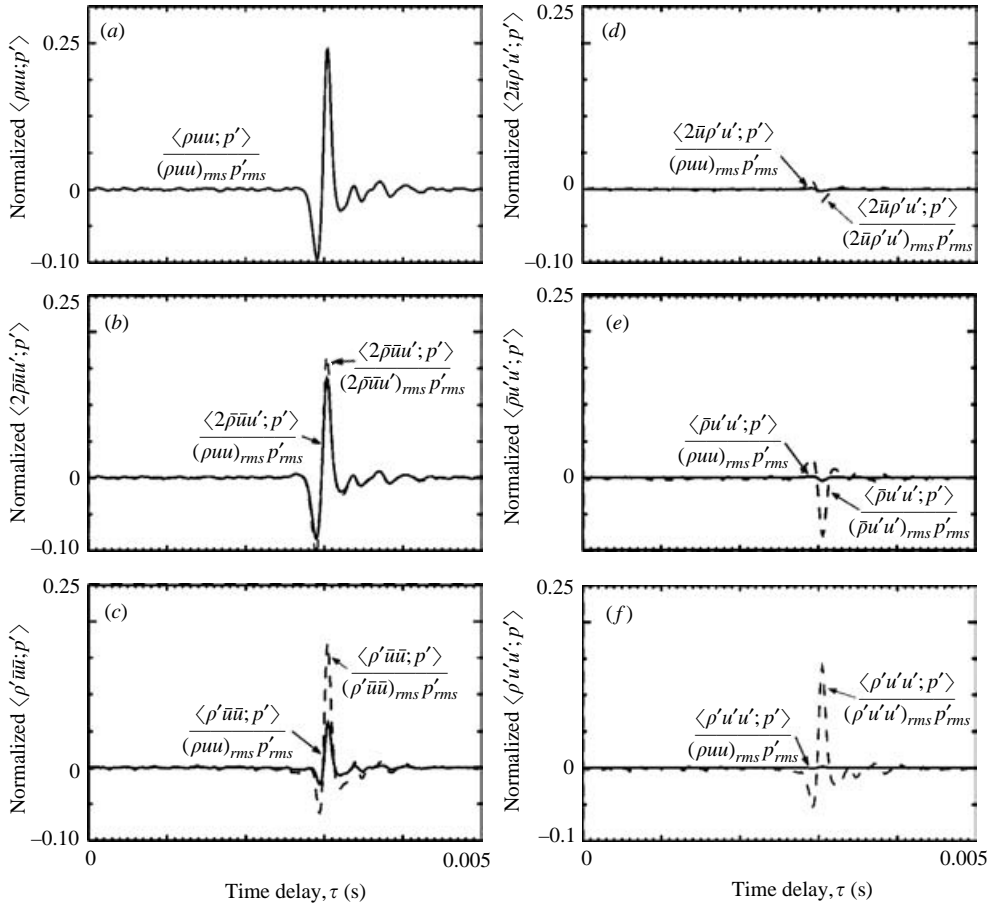 Normalized ⟨ρuu; p′⟩
0.25
0
–0.10
(a)
⟨ρuu; p′⟩
(ρuu)rms p′rms
Normalized ⟨2ρ̄ūu′; p′⟩
0.25
0
–0.10
(b)
⟨2ρ̄ūu′; p′⟩
(2ρ̄ūu′)rms p′rms
⟨2ρ̄ūu′; p′⟩
(ρuu)rms p′rms
Normalized ⟨ρ′ūū; p′⟩
0.25
0
–0.10
(c)
⟨ρ′ūū; p′⟩
(ρ′ūū)rms p′rms
⟨ρ′ūū; p′⟩
(ρuu)rms p′rms
0
0.005
Time delay, τ (s)
Normalized ⟨2ūρ′u′; p′⟩
0.25
0
–0.10
(d)
⟨2ūρ′u′; p′⟩
(ρuu)rms p′rms
⟨2ūρ′u′; p′⟩
(2ūρ′u′)rms p′rms
Normalized ⟨ρ̄u′u′; p′⟩
0.25
0
–0.10
(e)
⟨ρ̄u′u′; p′⟩
(ρuu)rms p′rms
⟨ρ̄u′u′; p′⟩
(ρ̄u′u′)rms p′rms
Normalized ⟨ρ′u′u′; p′⟩
0.25
0
–0.1
(f)
⟨ρ′u′u′; p′⟩
(ρ′u′u′)rms p′rms
⟨ρ′u′u′; p′⟩
(ρuu)rms p′rms
0
0.005
Time delay, τ (s)